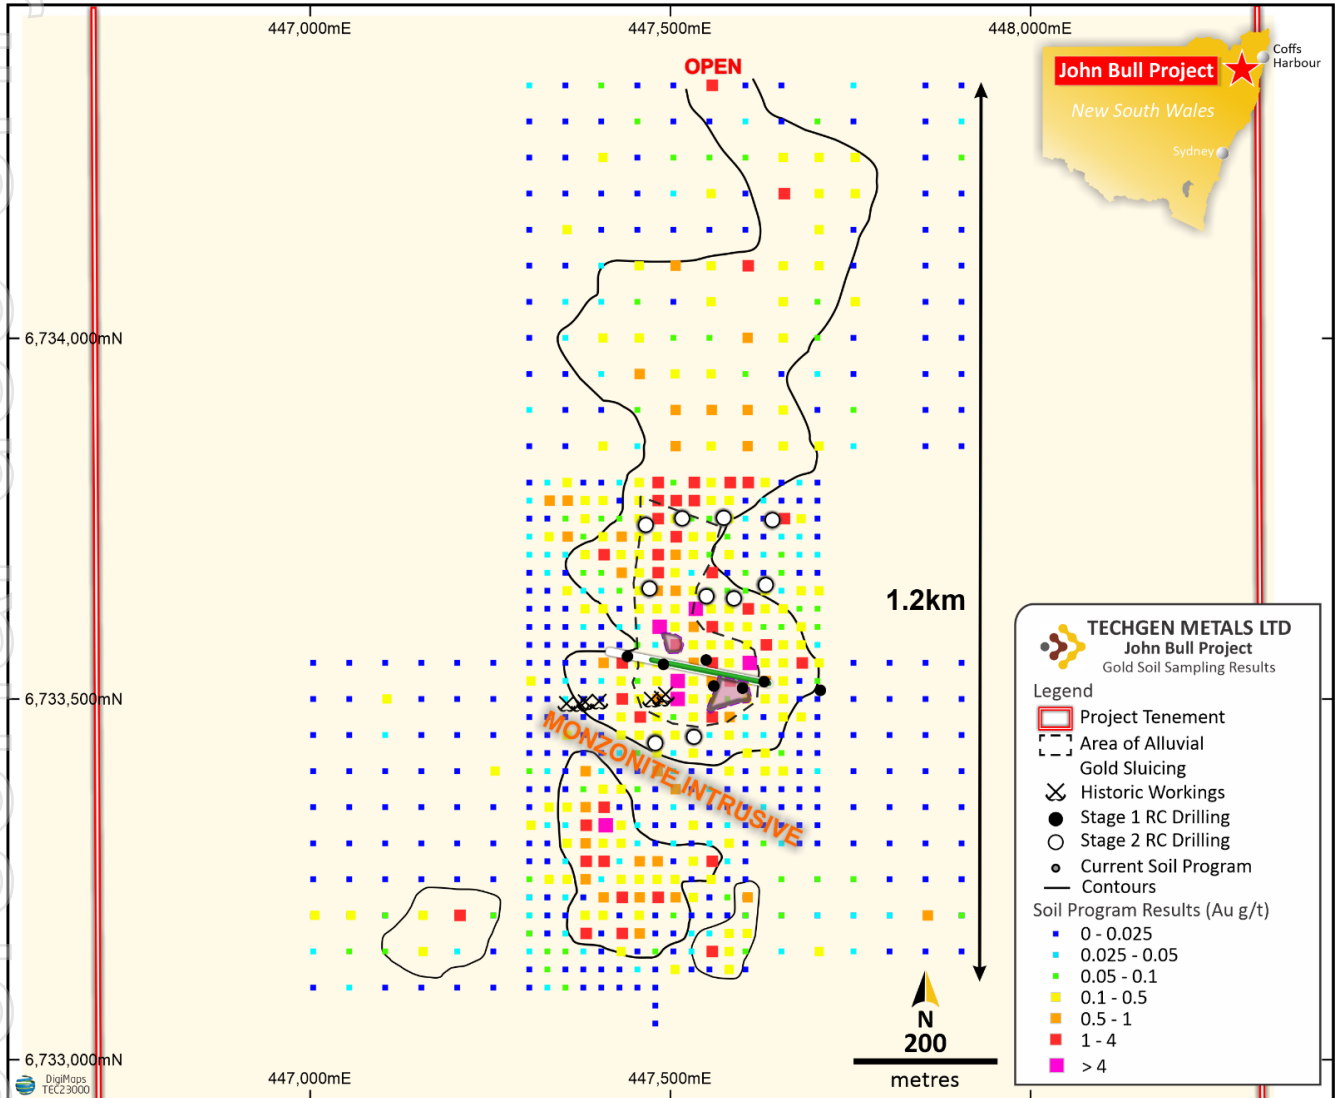 447,000mE
447,500mE
448,000mE
OPEN
John Bull Project
Coffs
Harbour
New South Wales
Sydney
6,734,000mN
1.2km
6,733,500mN
MONZONITE INTRUSIVE
TECHGEN METALS LTD
John Bull Project
Gold Soil Sampling Results
Legend
Project Tenement
Area of Alluvial
Gold Sluicing
Historic Workings
Stage 1 RC Drilling
Stage 2 RC Drilling
Current Soil Program
Contours
Soil Program Results (Au g/t)
0 - 0.025
0.025 - 0.05
0.05 - 0.1
0.1 - 0.5
0.5 - 1
1 - 4
> 4
N
200
metres
6,733,000mN
DigiMaps
TEC23000
447,000mE
447,500mE